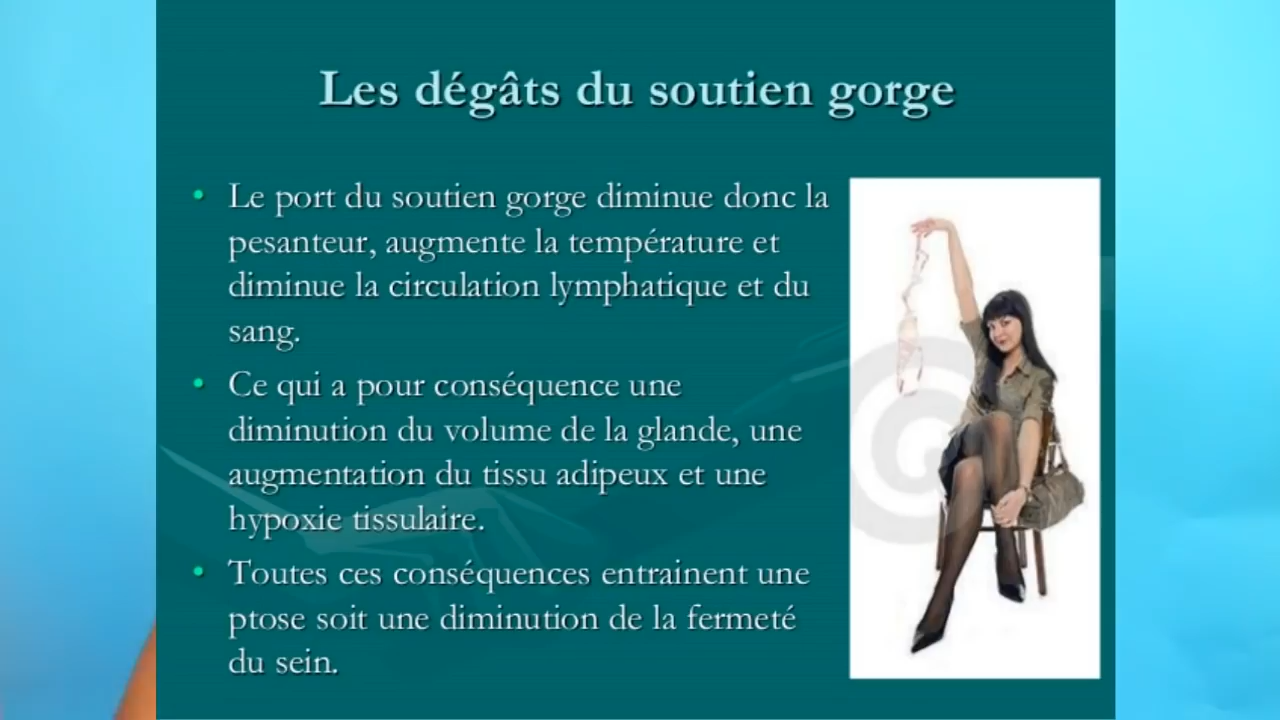 Les dégâts du soutien gorge
• Le port du soutien gorge diminue donc la
pesanteur, augmente la température et
diminue la circulation lymphatique et du
sang.
• Ce qui a pour conséquence une
diminution du volume de la glande, une
augmentation du tissu adipeux et une
hypoxie tissulaire.
• Toutes ces conséquences entrainent une
ptose soit une diminution de la fermeté
du sein.